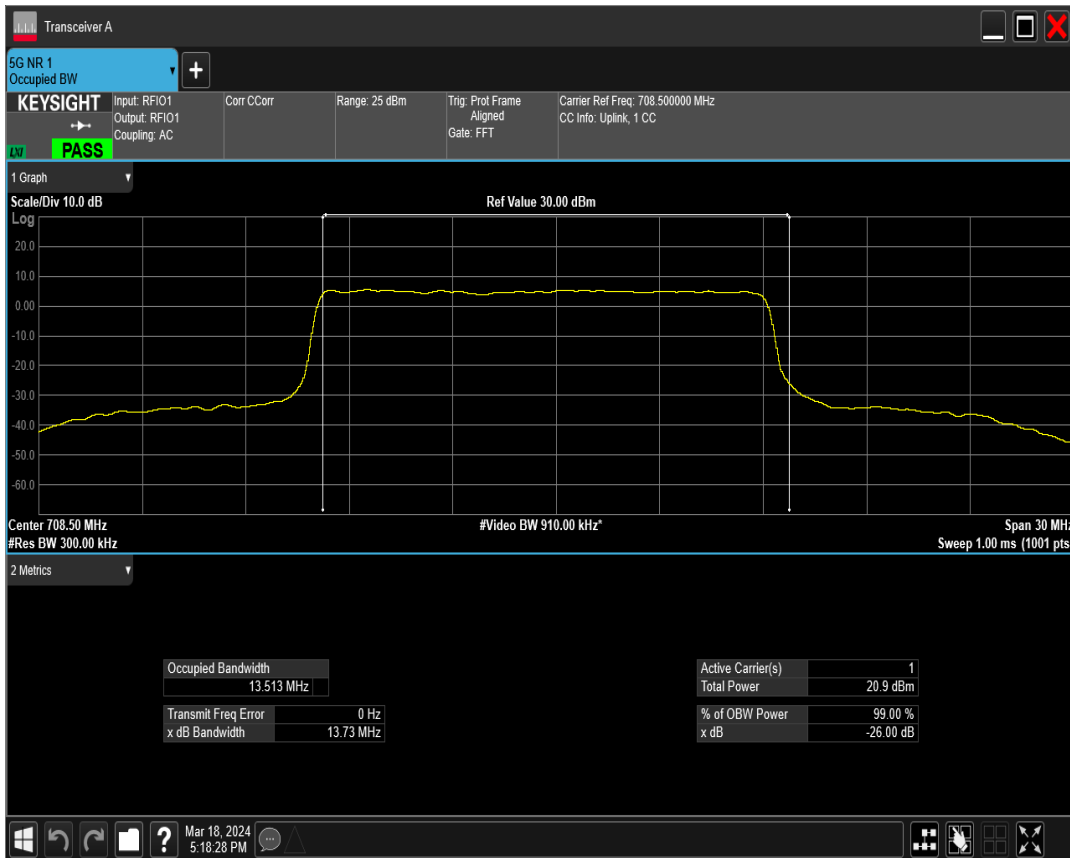 Transceiver A
5G NR 1
Occupied BW
+
KEYSIGHT
LXI
PASS
Input: RFIO1
Output: RFIO1
Coupling: AC
Corr CCorr
Range: 25 dBm
Trig: Prot Frame
Aligned
Gate: FFT
Carrier Ref Freq: 708.500000 MHz
CC Info: Uplink, 1 CC
1 Graph
Scale/Div 10.0 dB
Ref Value 30.00 dBm
Log
20.0
10.0
0.00
-10.0
-20.0
-30.0
-40.0
-50.0
-60.0
Center 708.50 MHz
#Video BW 910.00 kHz*
Span 30 MHz
#Res BW 300.00 kHz
Sweep 1.00 ms (1001 pts
2 Metrics
Occupied Bandwidth
13.513 MHz
Transmit Freq Error 0 Hz
x dB Bandwidth 13.73 MHz
Active Carrier(s) 1
Total Power 20.9 dBm
% of OBW Power 99.00 %
x dB -26.00 dB
?
Mar 18, 2024
5:18:28 PM